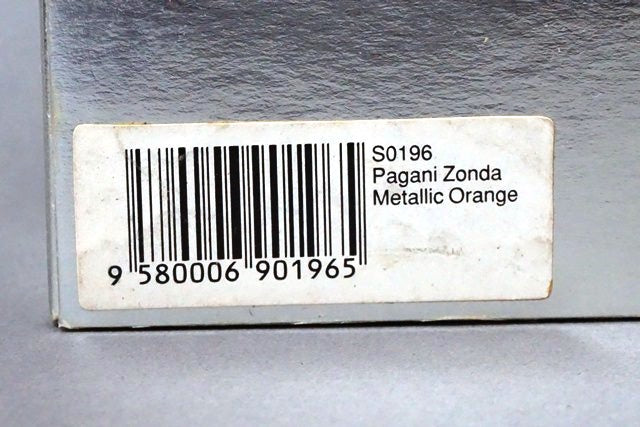 S0196
Pagani Zonda
Metallic Orange
9 580006 901965